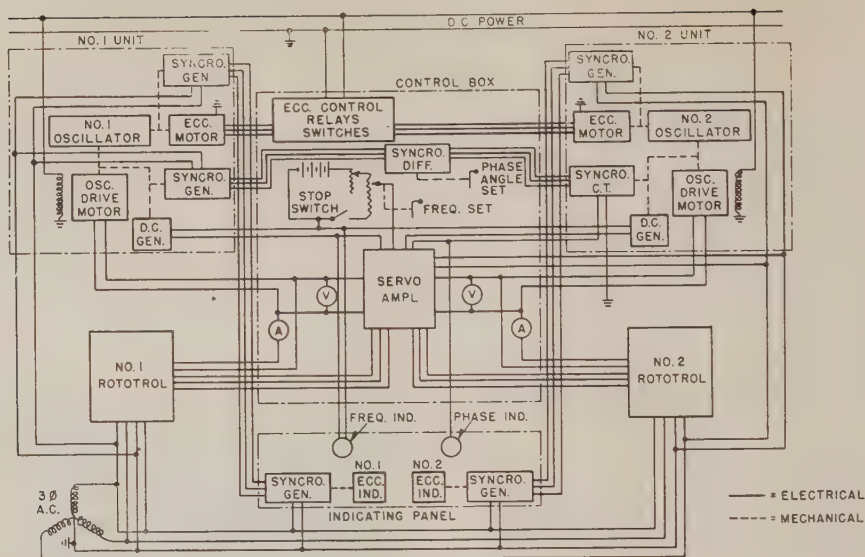 D.C. POWER
NO. 1 UNIT
NO. 2 UNIT
SYNCRO.
GEN.
CONTROL BOX
SYNCRO.
GEN.
NO. 1
OSCILLATOR
ECC.
MOTOR
ECC. CONTROL
RELAYS
SWITCHES
ECC.
MOTOR
NO. 2
OSCILLATOR
SYNCRO.
GEN.
SYNCRO.
DIFF.
PHASE
ANGLE
SET
SYNCRO.
C.T.
OSC.
DRIVE
MOTOR
STOP
SWITCH
FREQ. SET
OSC.
DRIVE
MOTOR
D.C.
GEN.
D.C.
GEN.
SERVO
AMPL
V
V
A
A
NO. 1
ROTOTROL
NO. 2
ROTOTROL
FREQ. IND.
PHASE IND.
3Ø
A.C.
SYNCRO.
GEN.
NO. 1
ECC.
IND.
NO. 2
ECC.
IND.
SYNCRO.
GEN.
INDICATING PANEL
= ELECTRICAL
= MECHANICAL